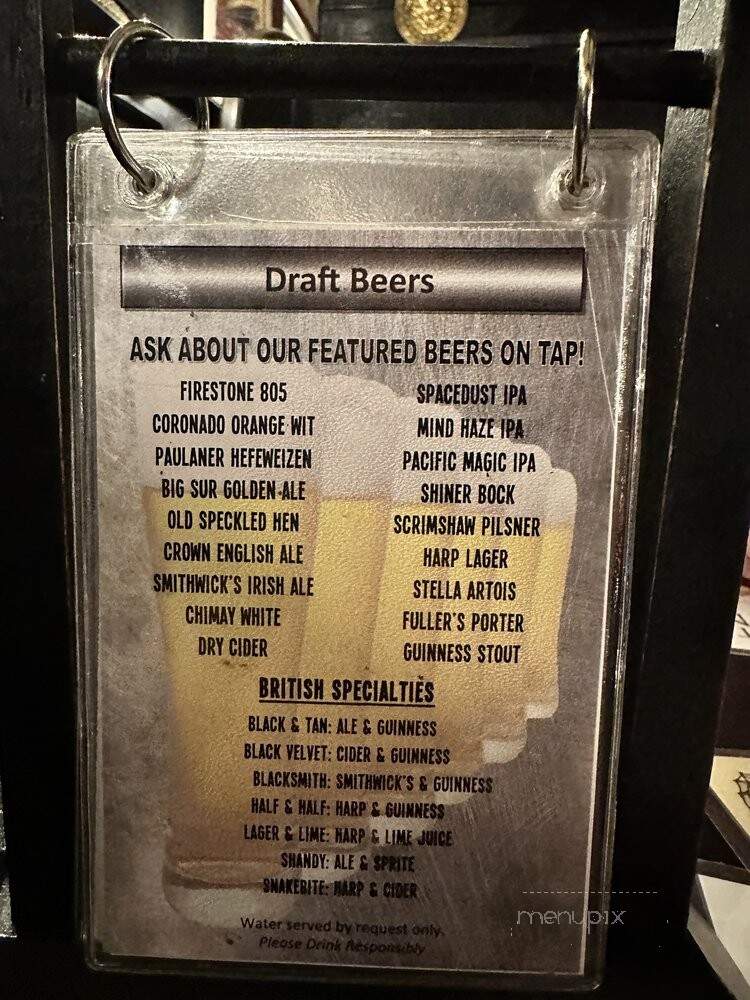 Draft Beers
ASK ABOUT OUR FEATURED BEERS ON TAP!
FIRESTONE 805
CORONADO ORANGE WIT
PAULANER HEFEWEIZEN
BIG SUR GOLDEN ALE
OLD SPECKLED HEN
CROWN ENGLISH ALE
SMITHWICK'S IRISH ALE
CHIMAY WHITE
DRY CIDER
SPACEDUST IPA
MIND HAZE IPA
PACIFIC MAGIC IPA
SHINER BOCK
SCRIMSHAW PILSNER
HARP LAGER
STELLA ARTOIS
FULLER'S PORTER
GUINNESS STOUT
BRITISH SPECIALTIES
BLACK & TAN: ALE & GUINNESS
BLACK VELVET: CIDER & GUINNESS
BLACKSMITH: SMITHWICK'S & GUINNESS
HALF & HALF: HARP & GUINNESS
LAGER & LIME: HARP & LIME JUICE
SHANDY: ALE & SPRITE
SNAKEBITE: HARP & CIDER
Water served by request only.
Please Drink Responsibly
menupix